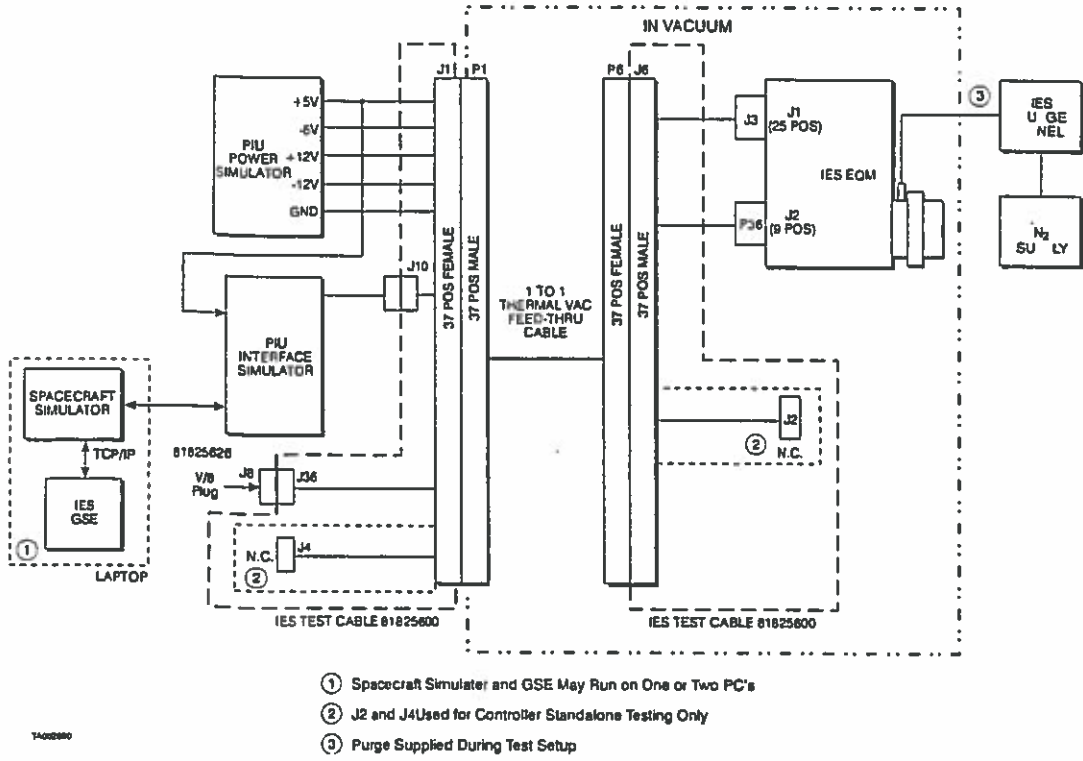 IN VACUUM
J1
P1
P6
J6
+5V
-5V
+12V
-12V
GND
PIU
POWER
SIMULATOR
J3
J1
(25 POS)
IES EQM
J2
(9 POS)
3
IES
N2
J10
37 POS FEMALE
37 POS MALE
37 POS FEMALE
37 POS MALE
1 TO 1
THERMAL VAC
FEED-THRU
CABLE
PIU
INTERFACE
SIMULATOR
SPACECRAFT
SIMULATOR
TCP/IP
IES
GSE
1
LAPTOP
81825626
V/8
Plug
J8
J36
N.C.
J4
2
J2
2
N.C.
IES TEST CABLE 81825600
IES TEST CABLE 81825600
1 Spacecraft Simulater and GSE May Run on One or Two PC's
2 J2 and J4Used for Controller Standalone Testing Only
3 Purge Supplied During Test Setup